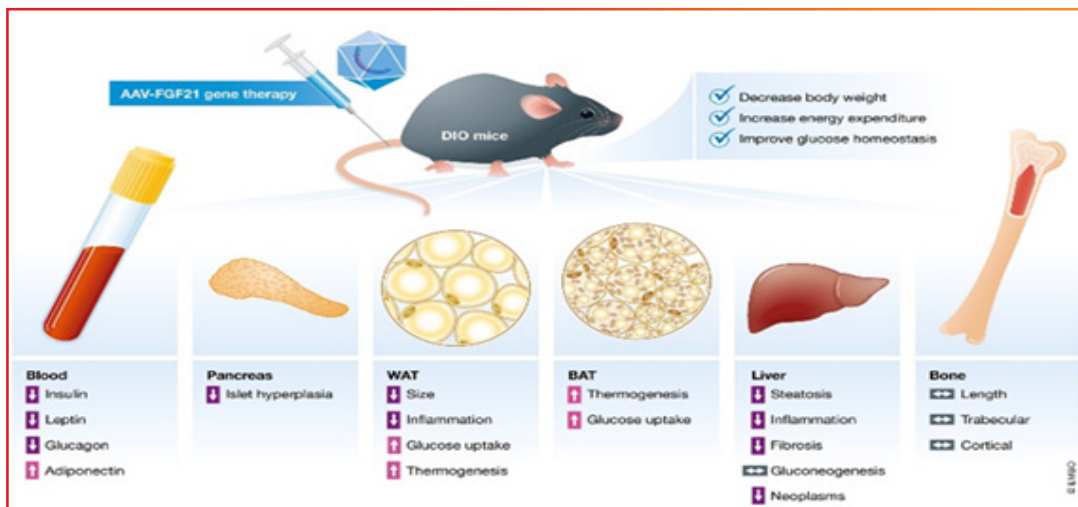 AAV-FGF21 gene therapy
DIO mice
Decrease body weight
Increase energy expenditure
Improve glucose homeostasis
Blood
Insulin
Leptin
Glucagon
Adiponectin
Pancreas
Islet hyperplasia
WAT
Size
Inflammation
Glucose uptake
Thermogenesis
BAT
Thermogenesis
Glucose uptake
Liver
Steatosis
Inflammation
Fibrosis
Gluconeogenesis
Neoplasms
Bone
Length
Trabecular
Cortical